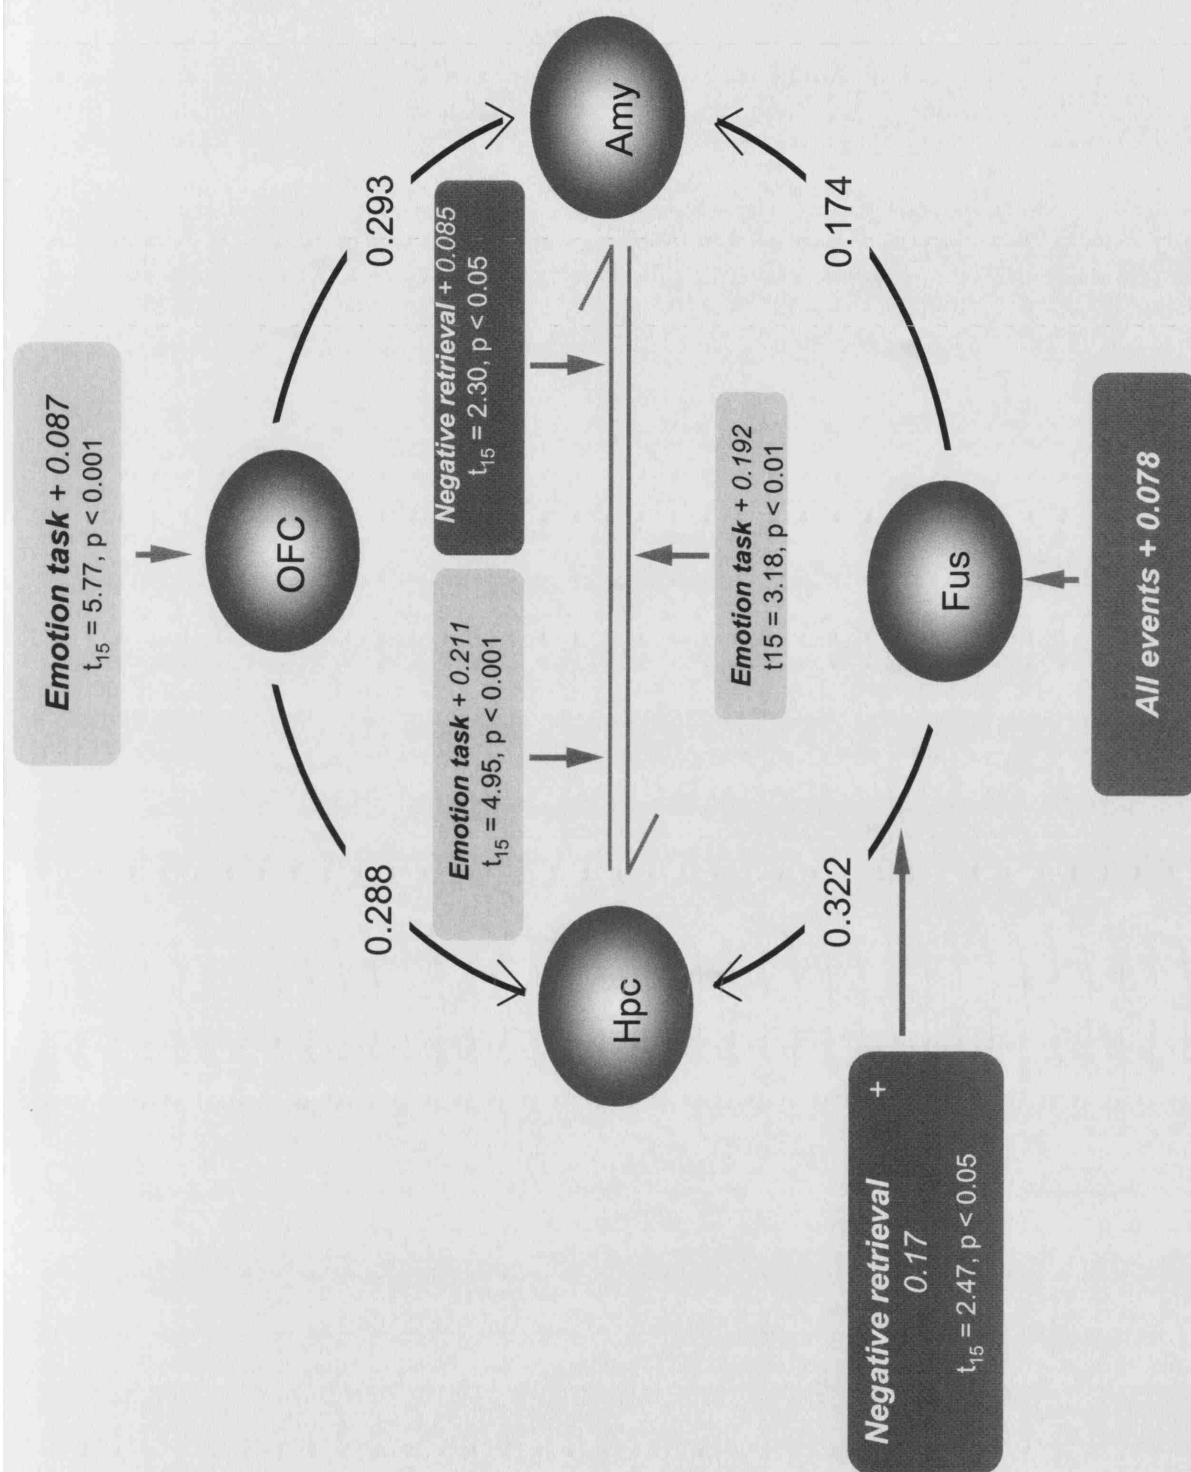 Emotion task + 0.087
t15 = 5.77, p < 0.001
OFC
0.288
0.293
Emotion task + 0.211
t15 = 4.95, p < 0.001
Negative retrieval + 0.085
t15 = 2.30, p < 0.05
Hpc
Amy
Emotion task + 0.192
t15 = 3.18, p < 0.01
0.322
0.174
Fus
Negative retrieval +
0.17
t15 = 2.47, p < 0.05
All events + 0.078